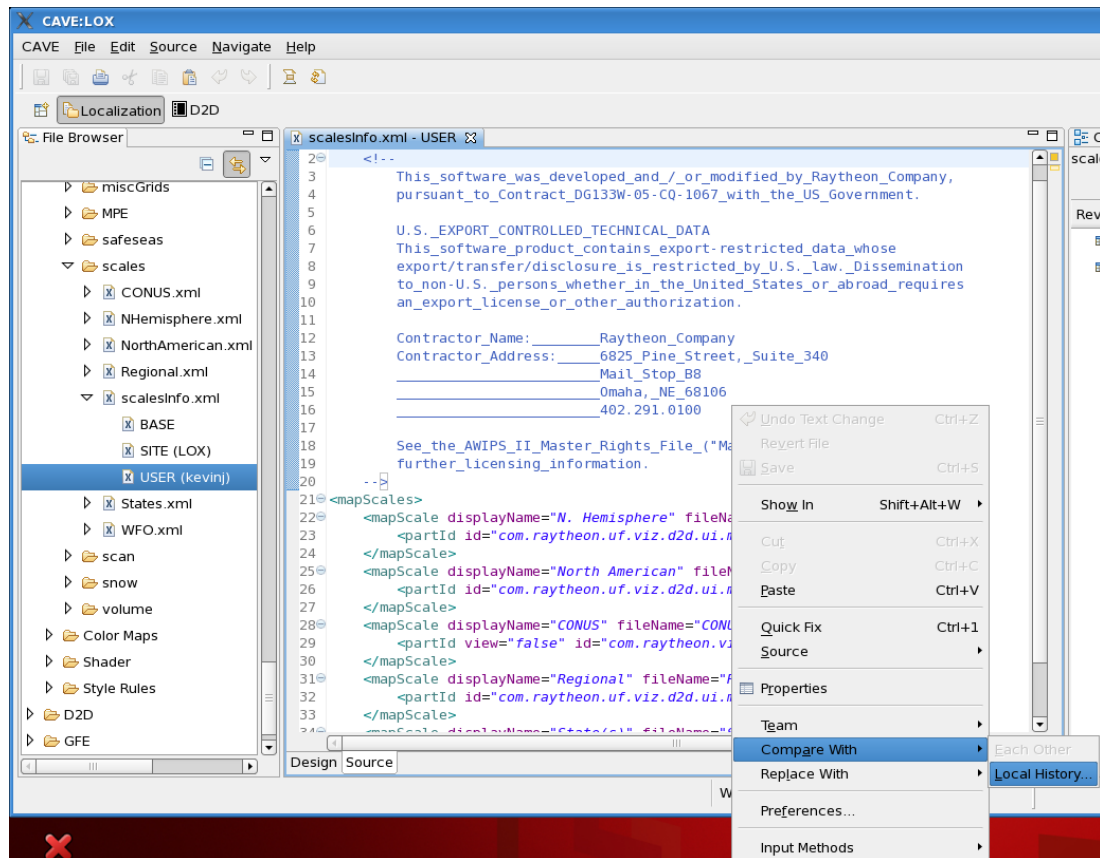 CAVE:LOX
CAVE File Edit Source Navigate Help
Localization D2D
File Browser
miscGrids
MPE
safeseas
scales
CONUS.xml
NHemisphere.xml
NorthAmerican.xml
Regional.xml
scalesInfo.xml
BASE
SITE (LOX)
USER (kevinj)
States.xml
WFO.xml
scan
snow
volume
Color Maps
Shader
Style Rules
D2D
GFE
scalesInfo.xml - USER
2 <!--
3 This_software_was_developed_and_/_or_modified_by_Raytheon_Company,
4 pursuant_to_Contract_DG133W-05-CQ-1067_with_the_US_Government.
5
6 U.S._EXPORT_CONTROLLED_TECHNICAL_DATA
7 This_software_product_contains_export-restricted_data_whose
8 export/transfer/disclosure_is_restricted_by_U.S._law._Dissemination
9 to_non-U.S._persons_whether_in_the_United_States_or_abroad_requires
10 an_export_license_or_other_authorization.
11
12 Contractor_Name:________Raytheon_Company
13 Contractor_Address:_____6825_Pine_Street,_Suite_340
14 ________________________Mail_Stop_B8
15 ________________________Omaha,_NE_68106
16 ________________________402.291.0100
17
18 See_the_AWIPS_II_Master_Rights_File_("Ma
19 further_licensing_information.
20 -->
21 <mapScales>
22 <mapScale displayName="N. Hemisphere" fileNa
23 <partId id="com.raytheon.uf.viz.d2d.ui.m
24 </mapScale>
25 <mapScale displayName="North American" fileN
26 <partId id="com.raytheon.uf.viz.d2d.ui.m
27 </mapScale>
28 <mapScale displayName="CONUS" fileName="CONU
29 <partId view="false" id="com.raytheon.vi
30 </mapScale>
31 <mapScale displayName="Regional" fileName="R
32 <partId id="com.raytheon.uf.viz.d2d.ui.m
33 </mapScale>
34 <mapScale displayName="State(s)" fileName="S
Design Source
C
scal
Rev
W
Undo Text Change Ctrl+Z
Revert File
Save Ctrl+S
Show In Shift+Alt+W
Cut Ctrl+X
Copy Ctrl+C
Paste Ctrl+V
Quick Fix Ctrl+1
Source
Properties
Team
Compare With
Replace With
Preferences...
Input Methods
Each Other
Local History...